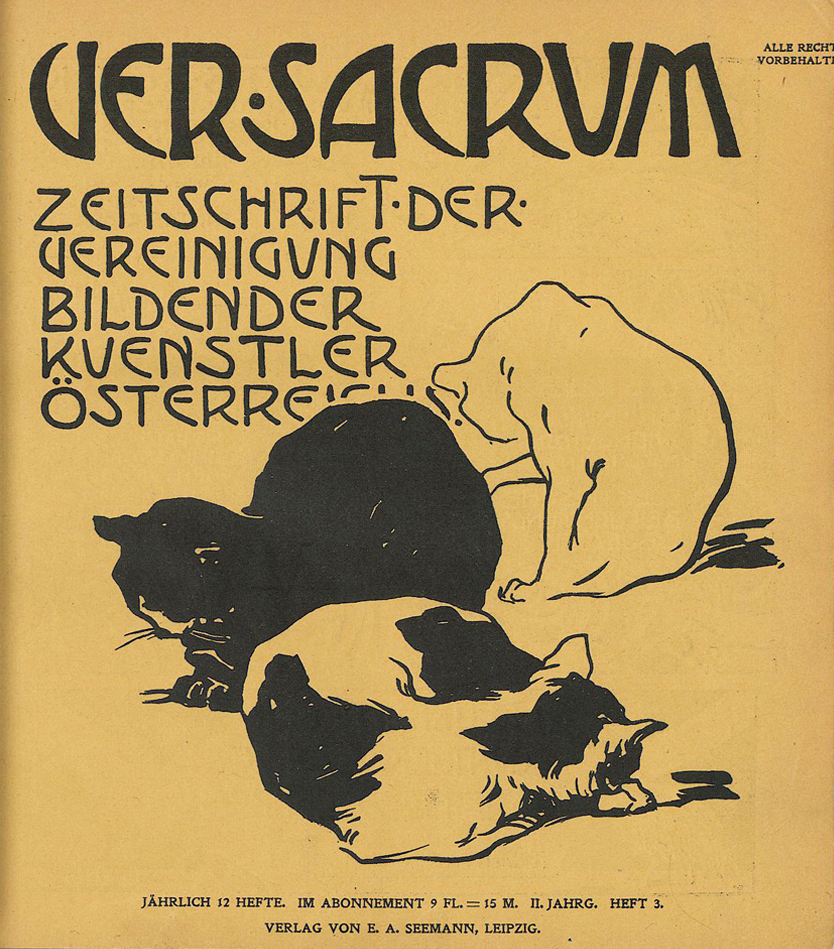 VER·SACRUM
ALLE RECHT
VORBEHALT
ZEITSCHRIFT·DER·
VEREINIGUNG
BILDENDER
KUENSTLER
ÖSTERREICHS.
JÄHRLICH 12 HEFTE. IM ABONNEMENT 9 FL. = 15 M. II. JAHRG. HEFT 3.
VERLAG VON E. A. SEEMANN, LEIPZIG.